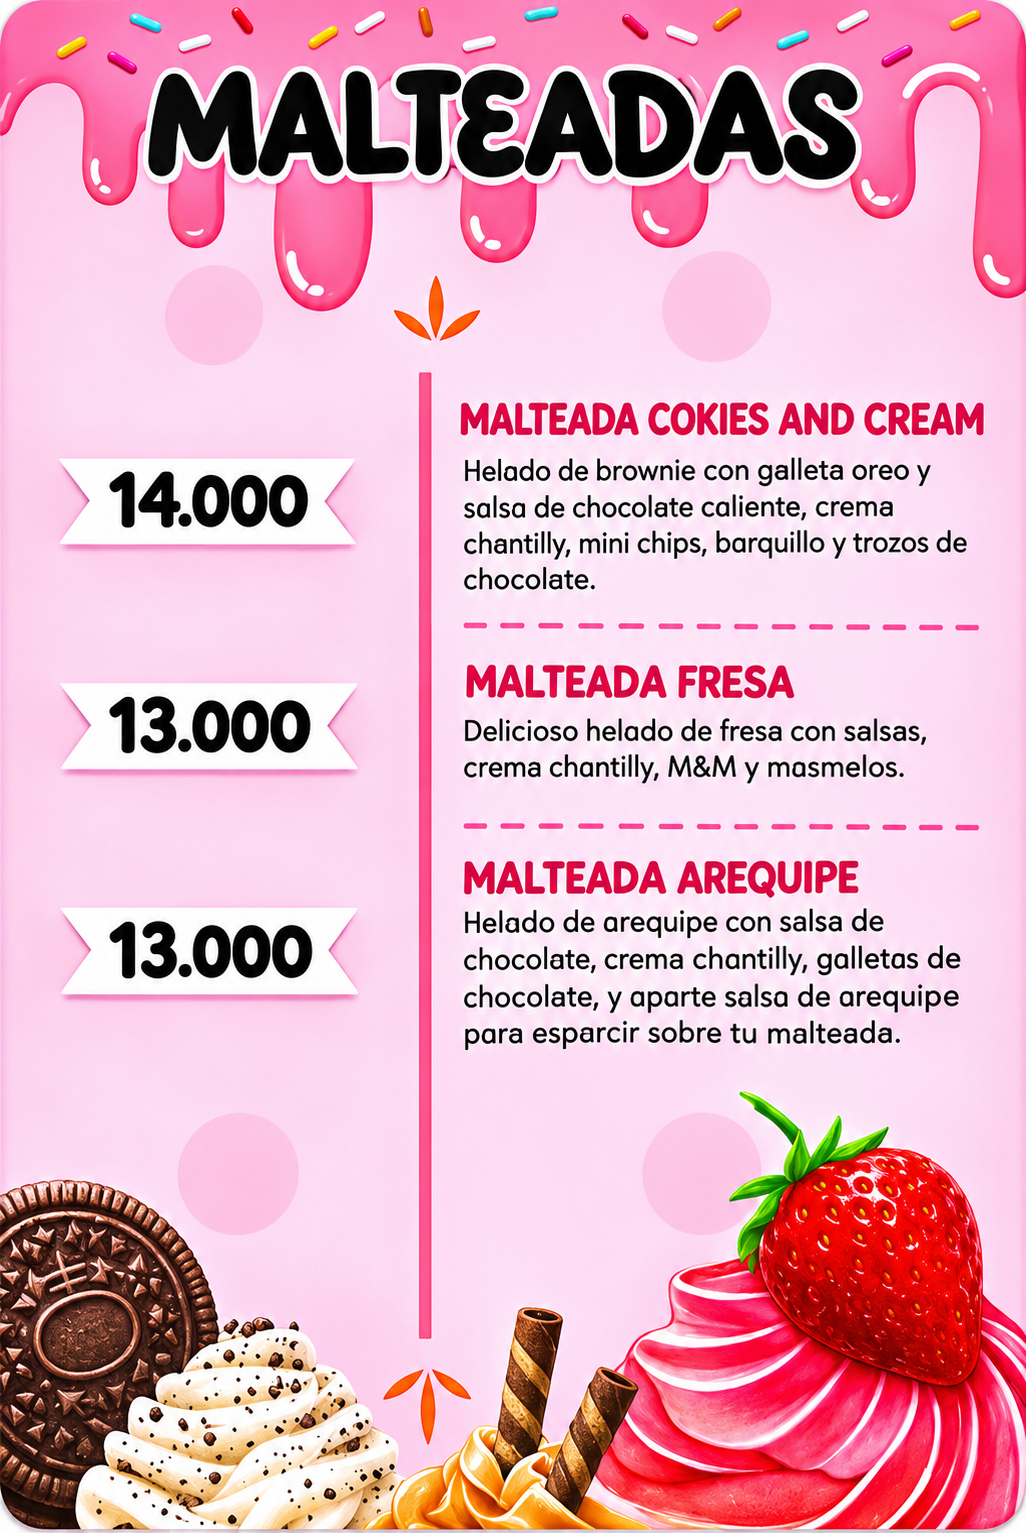 MALTEADAS
14.000
MALTEADA COKIES AND CREAM
Helado de brownie con galleta oreo y
salsa de chocolate caliente, crema
chantilly, mini chips, barquillo y trozos de
chocolate.
13.000
MALTEADA FRESA
Delicioso helado de fresa con salsas,
crema chantilly, M&M y masmelos.
13.000
MALTEADA AREQUIPE
Helado de arequipe con salsa de
chocolate, crema chantilly, galletas de
chocolate, y aparte salsa de arequipe
para esparcir sobre tu malteada.